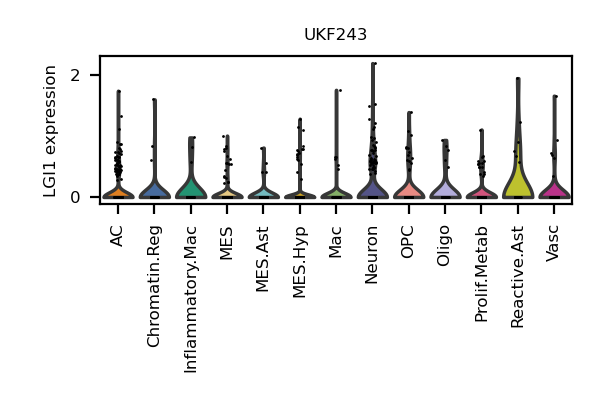 UKF243
LGI1 expression
2
0
AC
Chromatin.Reg
Inflammatory.Mac
MES
MES.Ast
MES.Hyp
Mac
Neuron
OPC
Oligo
Prolif.Metab
Reactive.Ast
Vasc